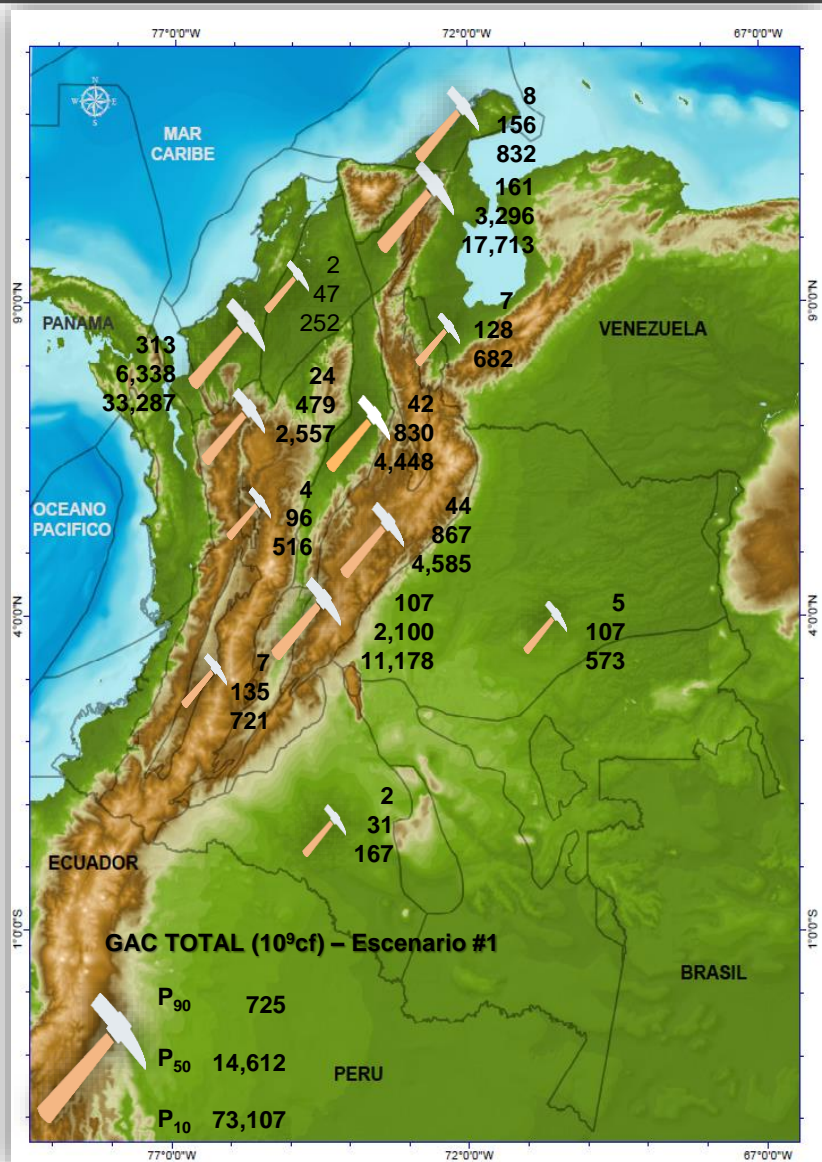 77°0'0"W
72°0'0"W
67°0'0"W
N
W
E
S
MAR
CARIBE
8
156
832
161
3,296
17,713
2
47
252
9°0'0"N
9°0'0"N
PANAMA
7
128
682
VENEZUELA
313
6,338
33,287
24
479
2,557
42
830
4,448
OCEANO
PACIFICO
4
96
516
44
867
4,585
4°0'0"N
4°0'0"N
107
2,100
11,178
5
107
573
7
135
721
2
31
167
ECUADOR
1°0'0"S
1°0'0"S
GAC TOTAL (10⁹cf) – Escenario #1
BRASIL
P₉₀ 725
P₅₀ 14,612
PERU
P₁₀ 73,107
77°0'0"W
72°0'0"W
67°0'0"W